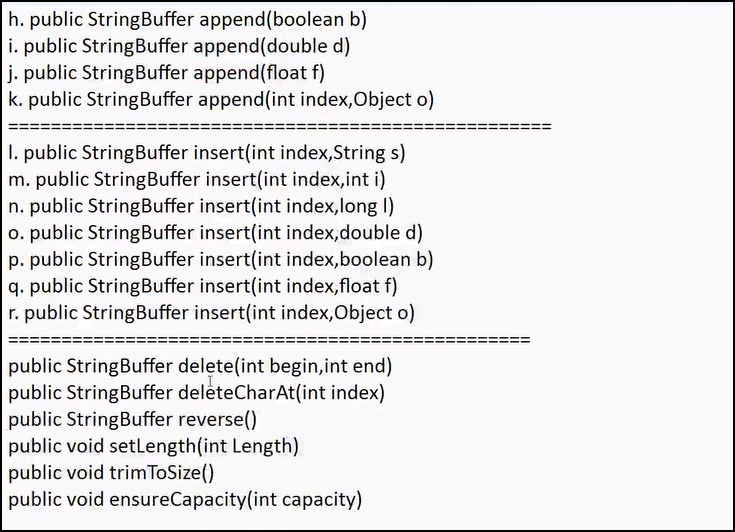 h. public StringBuffer append(boolean b)
i. public StringBuffer append(double d)
j. public StringBuffer append(float f)
k. public StringBuffer append(int index,Object o)
===================================================
l. public StringBuffer insert(int index,String s)
m. public StringBuffer insert(int index,int i)
n. public StringBuffer insert(int index,long l)
o. public StringBuffer insert(int index,double d)
p. public StringBuffer insert(int index,boolean b)
q. public StringBuffer insert(int index,float f)
r. public StringBuffer insert(int index,Object o)
=================================================
public StringBuffer delete(int begin,int end)
public StringBuffer deleteCharAt(int index)
public StringBuffer reverse()
public void setLength(int Length)
public void trimToSize()
public void ensureCapacity(int capacity)